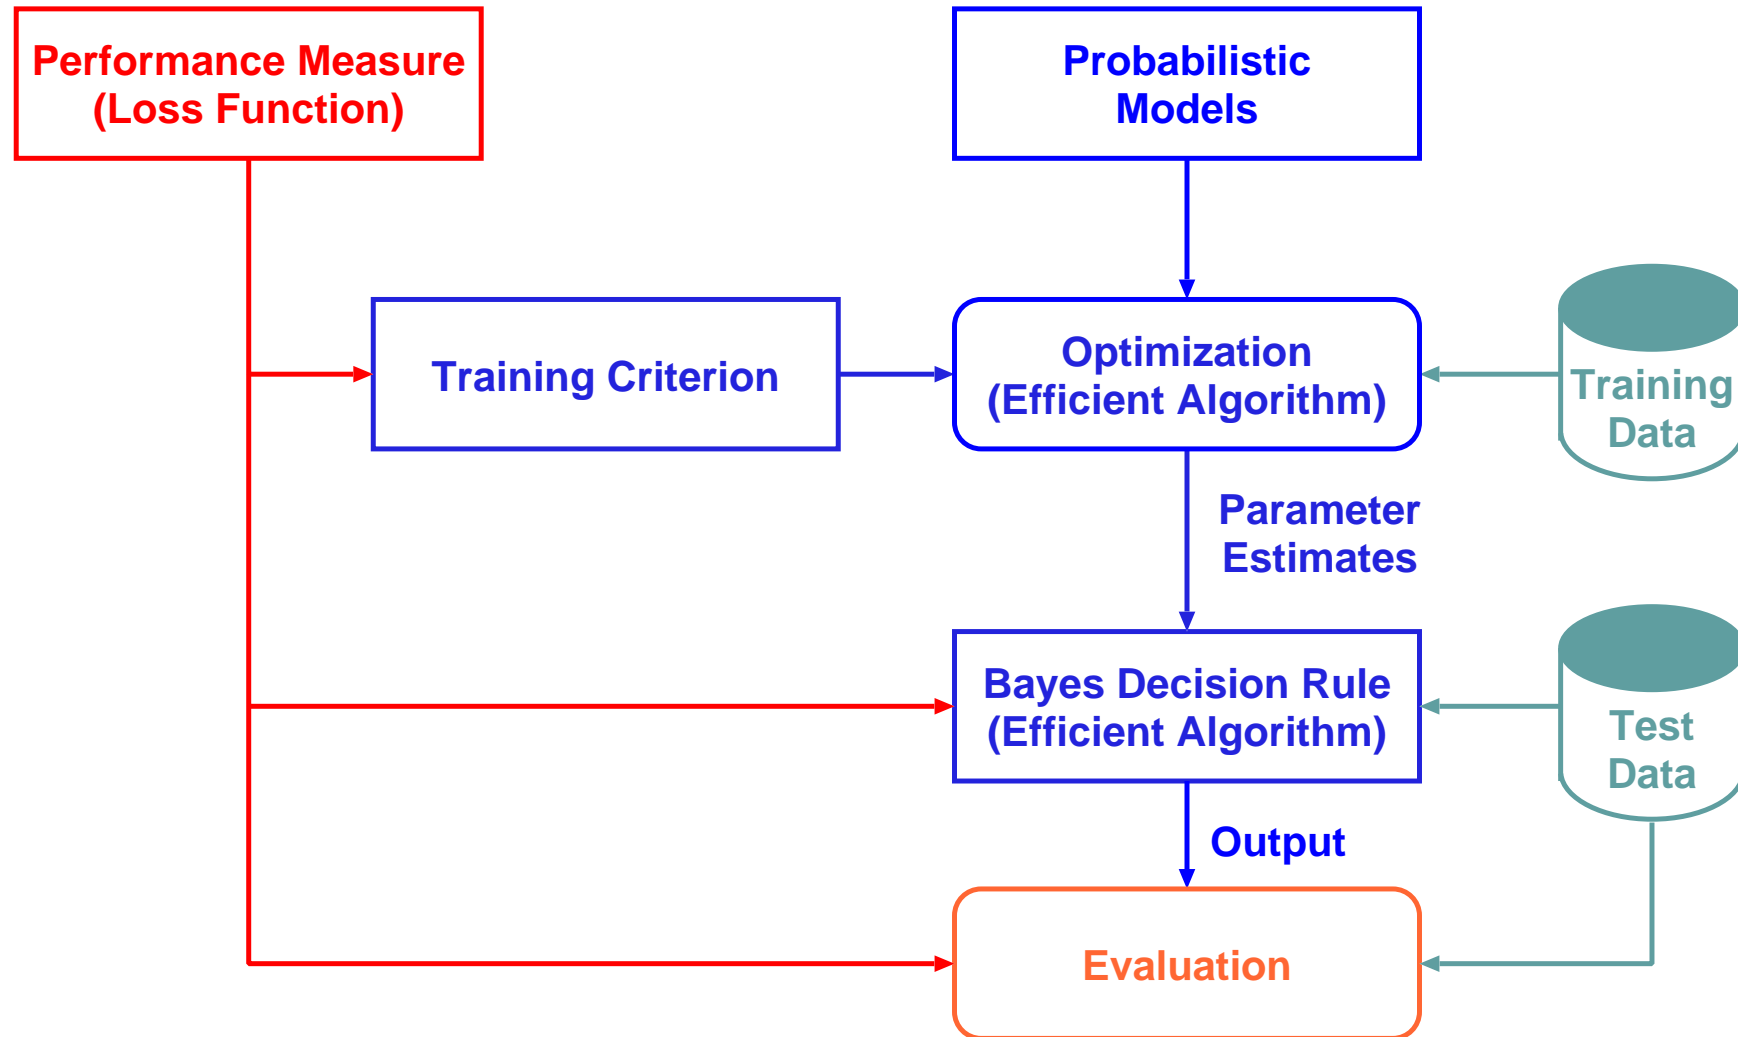 Performance Measure
(Loss Function)
Probabilistic
Models
Training Criterion
Optimization
(Efficient Algorithm)
Training
Data
Parameter
Estimates
Bayes Decision Rule
(Efficient Algorithm)
Test
Data
Output
Evaluation